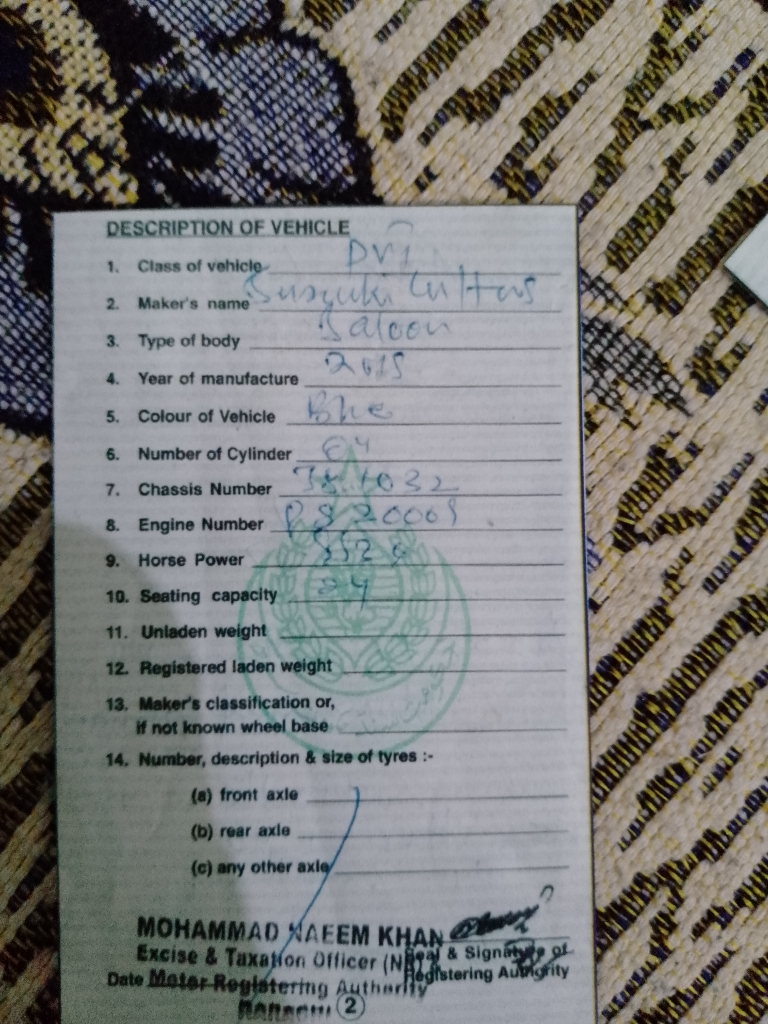 DESCRIPTION OF VEHICLE
1. Class of vehicle
2. Maker's name Suzuki Cultus
3. Type of body Saloon
4. Year of manufacture 2015
5. Colour of Vehicle Blue
6. Number of Cylinder 04
7. Chassis Number
8. Engine Number
9. Horse Power
10. Seating capacity 04
11. Unladen weight
12. Registered laden weight
13. Maker's classification or,
if not known wheel base
14. Number, description & size of tyres :-
(a) front axle
(b) rear axle
(c) any other axle
MOHAMMAD NAEEM KHAN
Excise & Taxation Officer
Seal & Signature of
Registering Authority
Date Motor Registering Authority
KARACHI
2